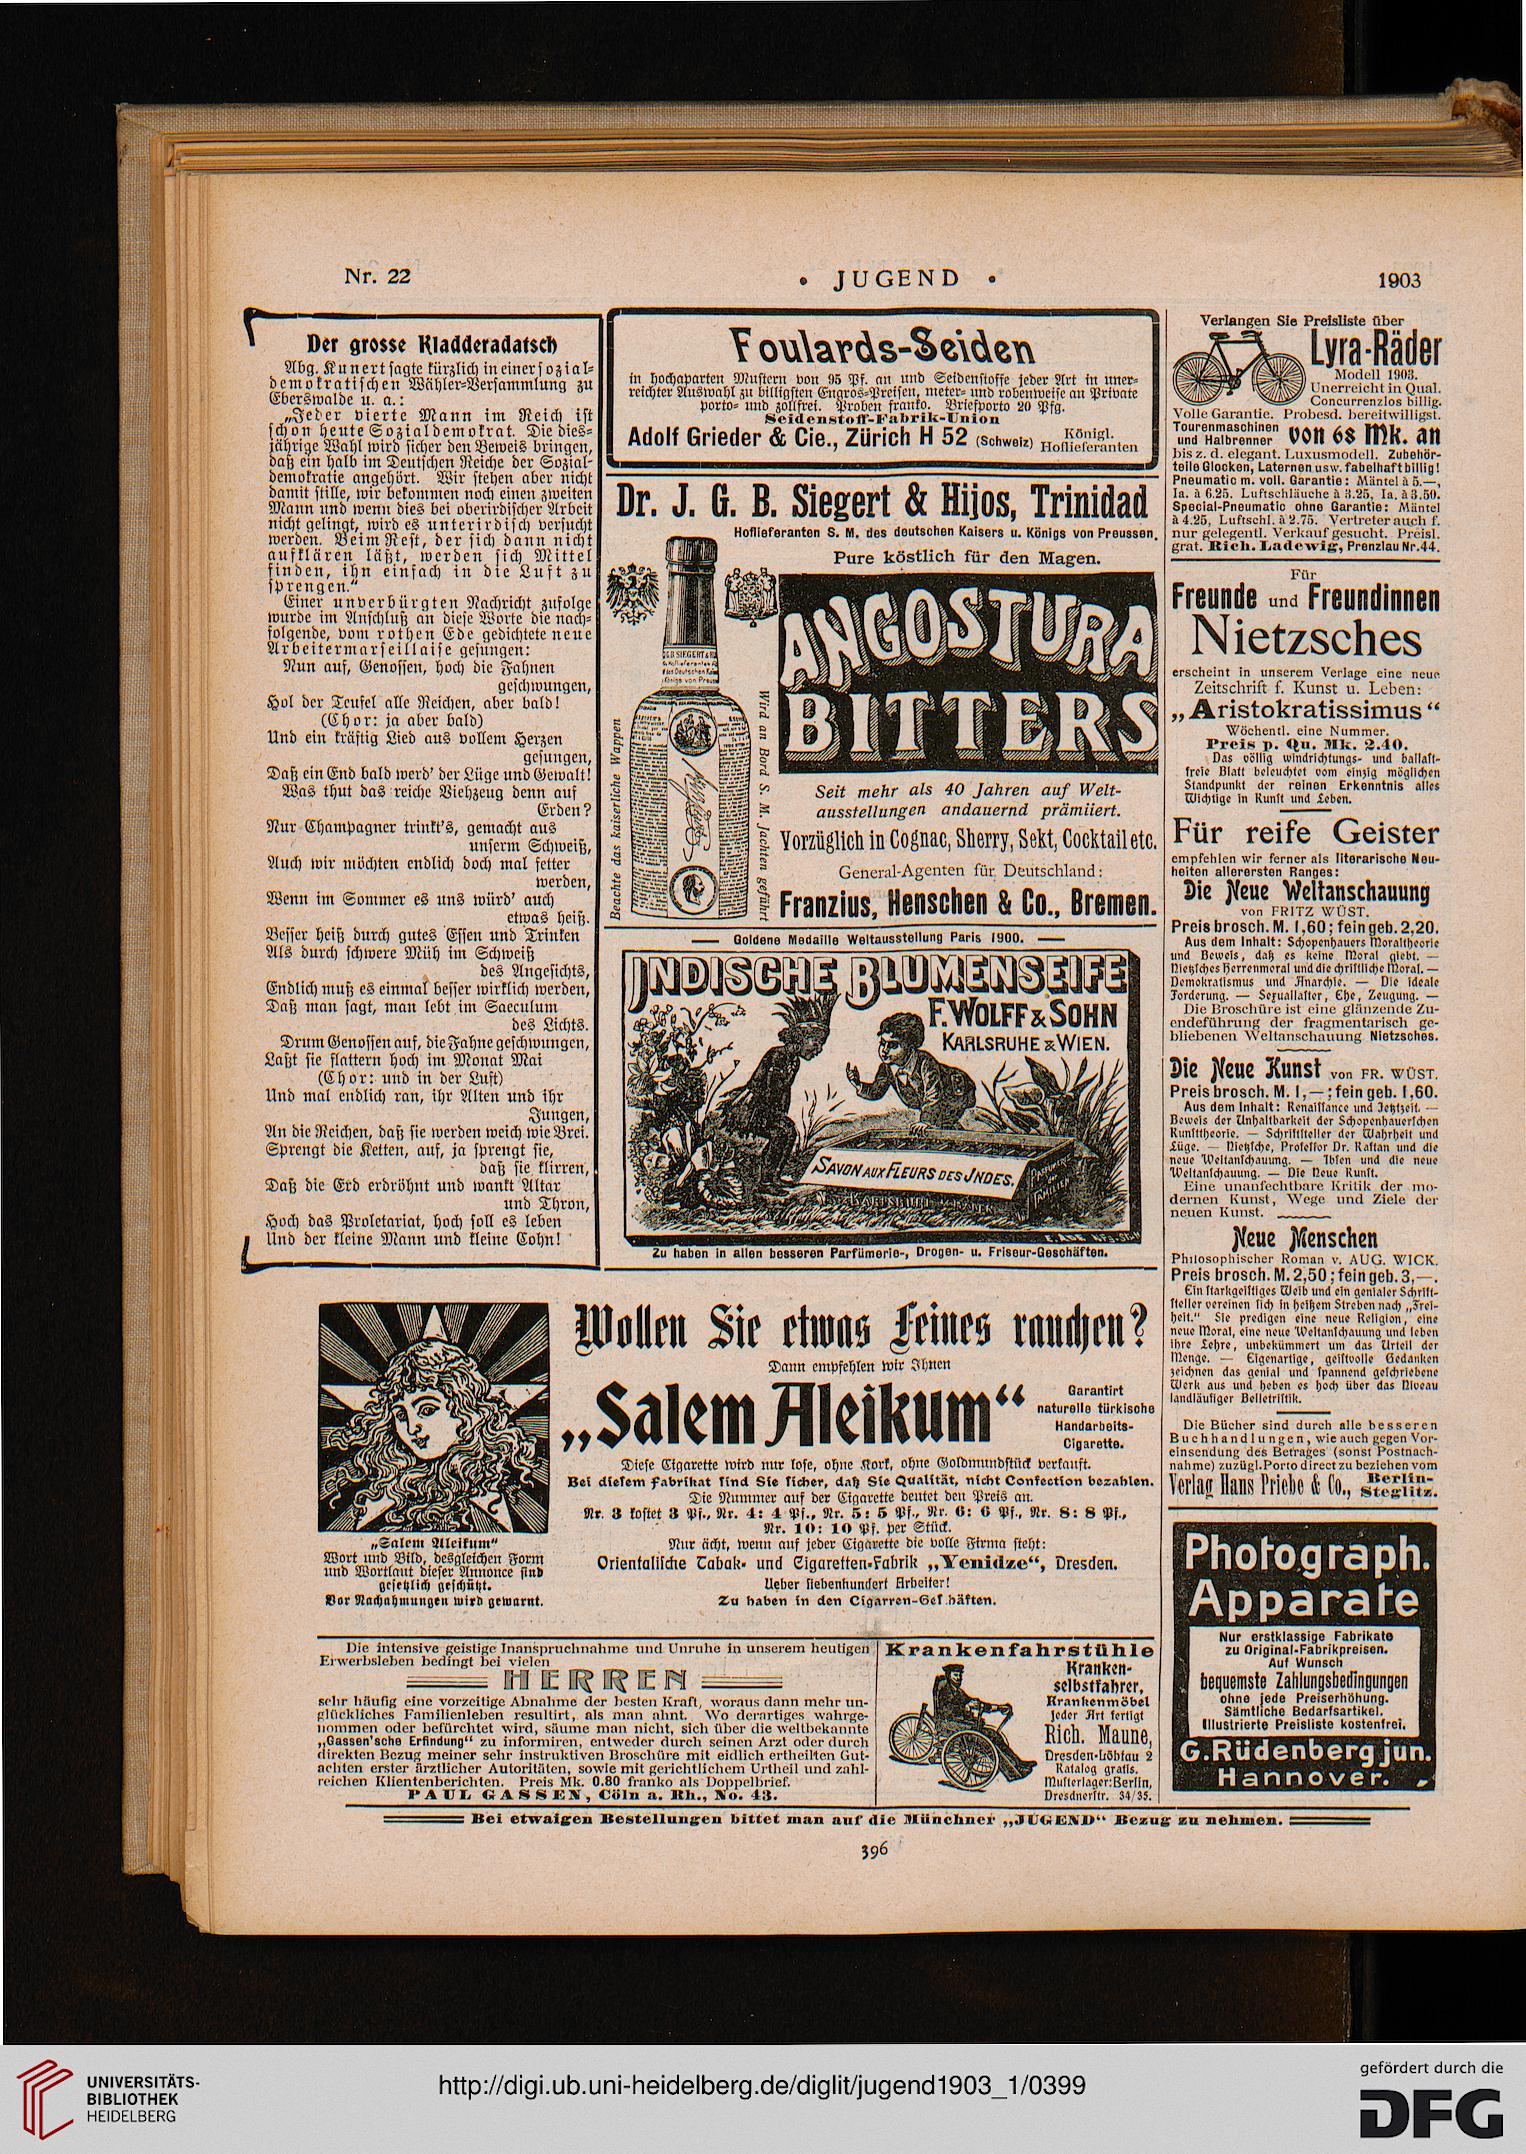 Nr. 22
• JUGEND •
1903
Der grosse Kladderadatsch
Abg. Kunert sagte kürzlich in einer sozial-
demokratischen Wähler-Versammlung zu
Eberswalde u. a.:
„Jeder vierte Mann im Reich ist
schon heute Sozialdemokrat. Die dies-
jährige Wahl wird sicher den Beweis bringen,
daß ein halb im Deutschen Reiche der Sozial-
demokratie angehört. Wir stehen aber nicht
damit stille, wir bekommen noch einen zweiten
Mann und wenn dies bei oberirdischer Arbeit
nicht gelingt, wird es unterirdisch versucht
werden. Beim Rest, der sich dann nicht
aufklären läßt, werden sich Mittel
finden, ihn einfach in die Luft zu
sprengen.“
Einer unverbürgten Nachricht zufolge
wurde im Anschluß an diese Worte die nach-
folgende, vom rothen Ede gedichtete neue
Arbeitermarseillaise gesungen:
Nun auf, Genossen, hoch die Fahnen
geschwungen,
Hol der Teufel alle Reichen, aber bald!
(Chor: ja aber bald)
Und ein kräftig Lied aus vollem Herzen
gesungen,
Daß ein End bald werd' der Lüge und Gewalt!
Was thut das reiche Viehzeug denn auf
Erden?
Nur Champagner trinkt's, gemacht aus
unserm Schweiß,
Auch wir möchten endlich doch mal fetter
werden,
Wenn im Sommer es uns würd' auch
etwas heiß.
Besser heiß durch gutes Essen und Trinken
Als durch schwere Müh im Schweiß
des Angesichts,
Endlich muß es einmal besser wirklich werden,
Daß man sagt, man lebt im Saeculum
des Lichts.
Drum Genossen auf, die Fahne geschwungen,
Laßt sie flattern hoch im Monat Mai
(Chor: und in der Luft)
Und mal endlich ran, ihr Alten und ihr
Jungen,
An die Reichen, daß sie werden weich wie Brei.
Sprengt die Ketten, auf, ja sprengt sie,
daß sie klirren,
Daß die Erd erdröhnt und wankt Altar
und Thron,
Hoch das Proletariat, hoch soll es leben
Und der kleine Mann und kleine Cohn!
Foulards-Seiden
in hochaparten Mustern von 95 Pf. an und Seidenstoffe jeder Art in uner-
reichter Auswahl zu billigsten Engros-Preisen, meter- und robenweise an Private
porto- und zollfrei. Proben franko. Briefporto 20 Pfg.
Seidenstoff-Fabrik-Union
Adolf Grieder & Cie., Zürich H 52 (Schweiz) Königl. Hoflieferanten
Dr. J. G. B. Siegert & Hijos, Trinidad
Hoflieferanten S. M. des deutschen Kaisers u. Königs von Preussen.
Pure köstlich für den Magen.
ANGOSTURA
BITTERS
Beachte das kaiserliche Wappen
Wird an Bord S. M. Jachten geführt
Seit mehr als 40 Jahren auf Welt-
ausstellungen andauernd prämiiert.
Vorzüglich in Cognac, Sherry, Sekt, Cocktail etc.
General-Agenten für Deutschland:
Franzius, Henschen & Co., Bremen.
Goldene Medaille Weltausstellung Paris 1900.
INDISCHE BLUMENSEIFE
F. WOLFF & SOHN
KARLSRUHE & WIEN.
SAVON AUX FLEURS DES INDES.
Zu haben in allen besseren Parfümerie-, Drogen- u. Friseur-Geschäften.
Verlangen Sie Preisliste über
Lyra-Räder
Modell 1903.
Unerreicht in Qual.
Concurrenzlos billig.
Volle Garantie. Probesd. bereitwilligst.
Tourenmaschinen
und Halbrenner von 68 Mk. an
bis z. d. elegant. Luxusmodell. Zubehör-
teile Glocken, Laternen usw. fabelhaft billig!
Pneumatic m. voll. Garantie: Mäntel à 5.—,
Ia. à 6.25. Luftschläuche à 3.25, Ia. à 3.50.
Special-Pneumatic ohne Garantie: Mäntel
à 4.25, Luftschl. à 2.75. Vertreter auch f.
nur gelegentl. Verkauf gesucht. Preisl.
grat. Rich. Ladewig, Prenzlau Nr. 44.
Für
Freunde und Freundinnen
Nietzsches
erscheint in unserem Verlage eine neue
Zeitschrift f. Kunst u. Leben:
„Aristokratissimus“
Wöchentl. eine Nummer.
Preis p. Qu. Mk. 2.40.
Das völlig windrichtungs- und ballast-
freie Blatt beleuchtet vom einzig möglichen
Standpunkt der reinen Erkenntnis alles
Wichtige in Kunst und Leben.
Für reife Geister
empfehlen wir ferner als literarische Neu-
heiten allerersten Ranges:
Die Neue Weltanschauung
von FRITZ WÜST.
Preis brosch. M. 1,60; fein geb. 2,20.
Aus dem Inhalt: Schopenhauers Moraltheorie
und Beweis, daß es keine Moral giebt. —
Nietzsches Herrenmoral und die christliche Moral. —
Demokratismus und Anarchie. — Die ideale
Forderung. — Sexuallaster, Ehe, Zeugung. —
Die Broschüre ist eine glänzende Zu-
endeführung der fragmentarisch ge-
bliebenen Weltanschauung Nietzsches.
Die Neue Kunst von FR. WÜST.
Preis brosch. M. 1,—; fein geb. 1,60.
Aus dem Inhalt: Renaissance und Jetztzeit. —
Beweis der Unhaltbarkeit der Schopenhauerschen
Kunsttheorie. — Schriftsteller der Wahrheit und
Lüge. — Nietzsche, Professor Dr. Raftan und die
neue Weltanschauung. — Ibsen und die neue
Weltanschauung. — Die Neue Kunst.
Eine unanfechtbare Kritik der mo-
dernen Kunst, Wege und Ziele der
neuen Kunst.
Neue Menschen
Philosophischer Roman v. AUG. WICK.
Preis brosch. M. 2,50; fein geb. 3,—.
Ein starkgeistiges Weib und ein genialer Schrift-
steller vereinen sich in heißem Streben nach „Frei-
heit.“ Sie predigen eine neue Religion, eine
neue Moral, eine neue Weltanschauung und leben
ihre Lehre, unbekümmert um das Urteil der
Menge. — Eigenartige, geistvolle Gedanken
zeichnen das genial und spannend geschriebene
Werk aus und heben es hoch über das Niveau
landläufiger Belletristik.
Die Bücher sind durch alle besseren
Buchhandlungen, wie auch gegen Vor-
einsendung des Betrages (sonst Postnach-
nahme) zuzügl. Porto direct zu beziehen vom
Verlag Hans Priebe & Co., Berlin-Steglitz.
Wollen Sie etwas Feines rauchen?
Dann empfehlen wir Ihnen
„Salem Aleikum“
Garantirt
naturelle türkische
Handarbeits-
Cigarette.
Diese Cigarette wird nur lose, ohne Kork, ohne Goldmundstück verkauft.
Bei diesem Fabrikat sind Sie sicher, daß Sie Qualität, nicht Confection bezahlen.
Die Nummer auf der Cigarette deutet den Preis an.
Nr. 3 kostet 3 Pf., Nr. 4: 4 Pf., Nr. 5: 5 Pf., Nr. 6: 6 Pf., Nr. 8: 8 Pf.,
Nr. 10: 10 Pf. per Stück.
Nur ächt, wenn auf jeder Cigarette die volle Firma steht:
Orientalische Tabak- und Cigaretten-Fabrik „Yenidze“, Dresden.
Ueber siebenhundert Arbeiter!
Zu haben in den Cigarren-Geschäften.
„Salem Aleikum“
Wort und Bild, desgleichen Form
und Wortlaut dieser Annonce sind
gesetzlich geschützt.
Vor Nachahmungen wird gewarnt.
Die intensive geistige Inanspruchnahme und Unruhe in unserem heutigen
Erwerbsleben bedingt bei vielen
HERREN
sehr häufig eine vorzeitige Abnahme der besten Kraft, woraus dann mehr un-
glückliches Familienleben resultirt, als man ahnt. Wo derartiges wahrge-
nommen oder befürchtet wird, säume man nicht, sich über die weltbekannte
„Gassen'sche Erfindung“ zu informiren, entweder durch seinen Arzt oder durch
direkten Bezug meiner sehr instruktiven Broschüre mit eidlich ertheilten Gut-
achten erster ärztlicher Autoritäten, sowie mit gerichtlichem Urtheil und zahl-
reichen Klientenberichten. Preis Mk. 0.80 franko als Doppelbrief.
PAUL GASSEN, Cöln a. Rh., No. 43.
Krankenfahrstühle
Kranken-
selbstfahrer,
Krankenmöbel
jeder Art fertigt
Rich. Maune,
Dresden-Löbtau 2
Katalog gratis.
Musterlager: Berlin,
Dresdnerstr. 34/35.
Photograph.
Apparate
Nur erstklassige Fabrikate
zu Original-Fabrikpreisen.
Auf Wunsch
bequemste Zahlungsbedingungen
ohne jede Preiserhöhung.
Sämtliche Bedarfsartikel.
Illustrierte Preisliste kostenfrei.
G. Rüdenberg jun.
Hannover.
Bei etwaigen Bestellungen bittet man auf die Münchner „JUGEND“ Bezug zu nehmen.
396
UNIVERSITÄTS-
BIBLIOTHEK
HEIDELBERG
http://digi.ub.uni-heidelberg.de/diglit/jugend1903_1/0399
gefördert durch die
DFG